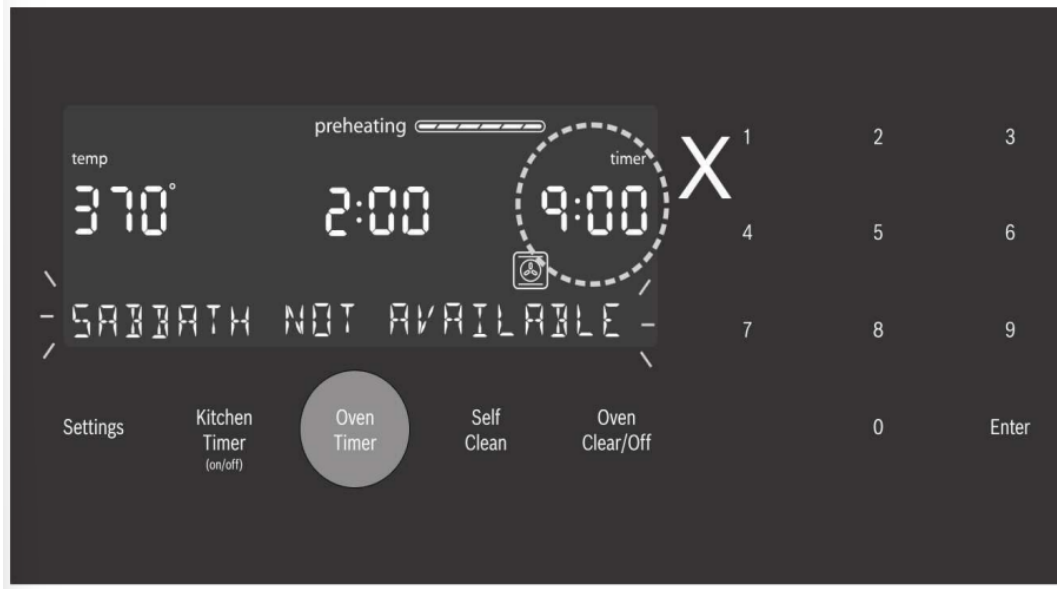 preheating
temp
timer
370°
2:00
9:00
X
SABBATH NOT AVAILABLE
1 2 3
4 5 6
7 8 9
0 Enter
Settings
Kitchen
Timer
(on/off)
Oven
Timer
Self
Clean
Oven
Clear/Off